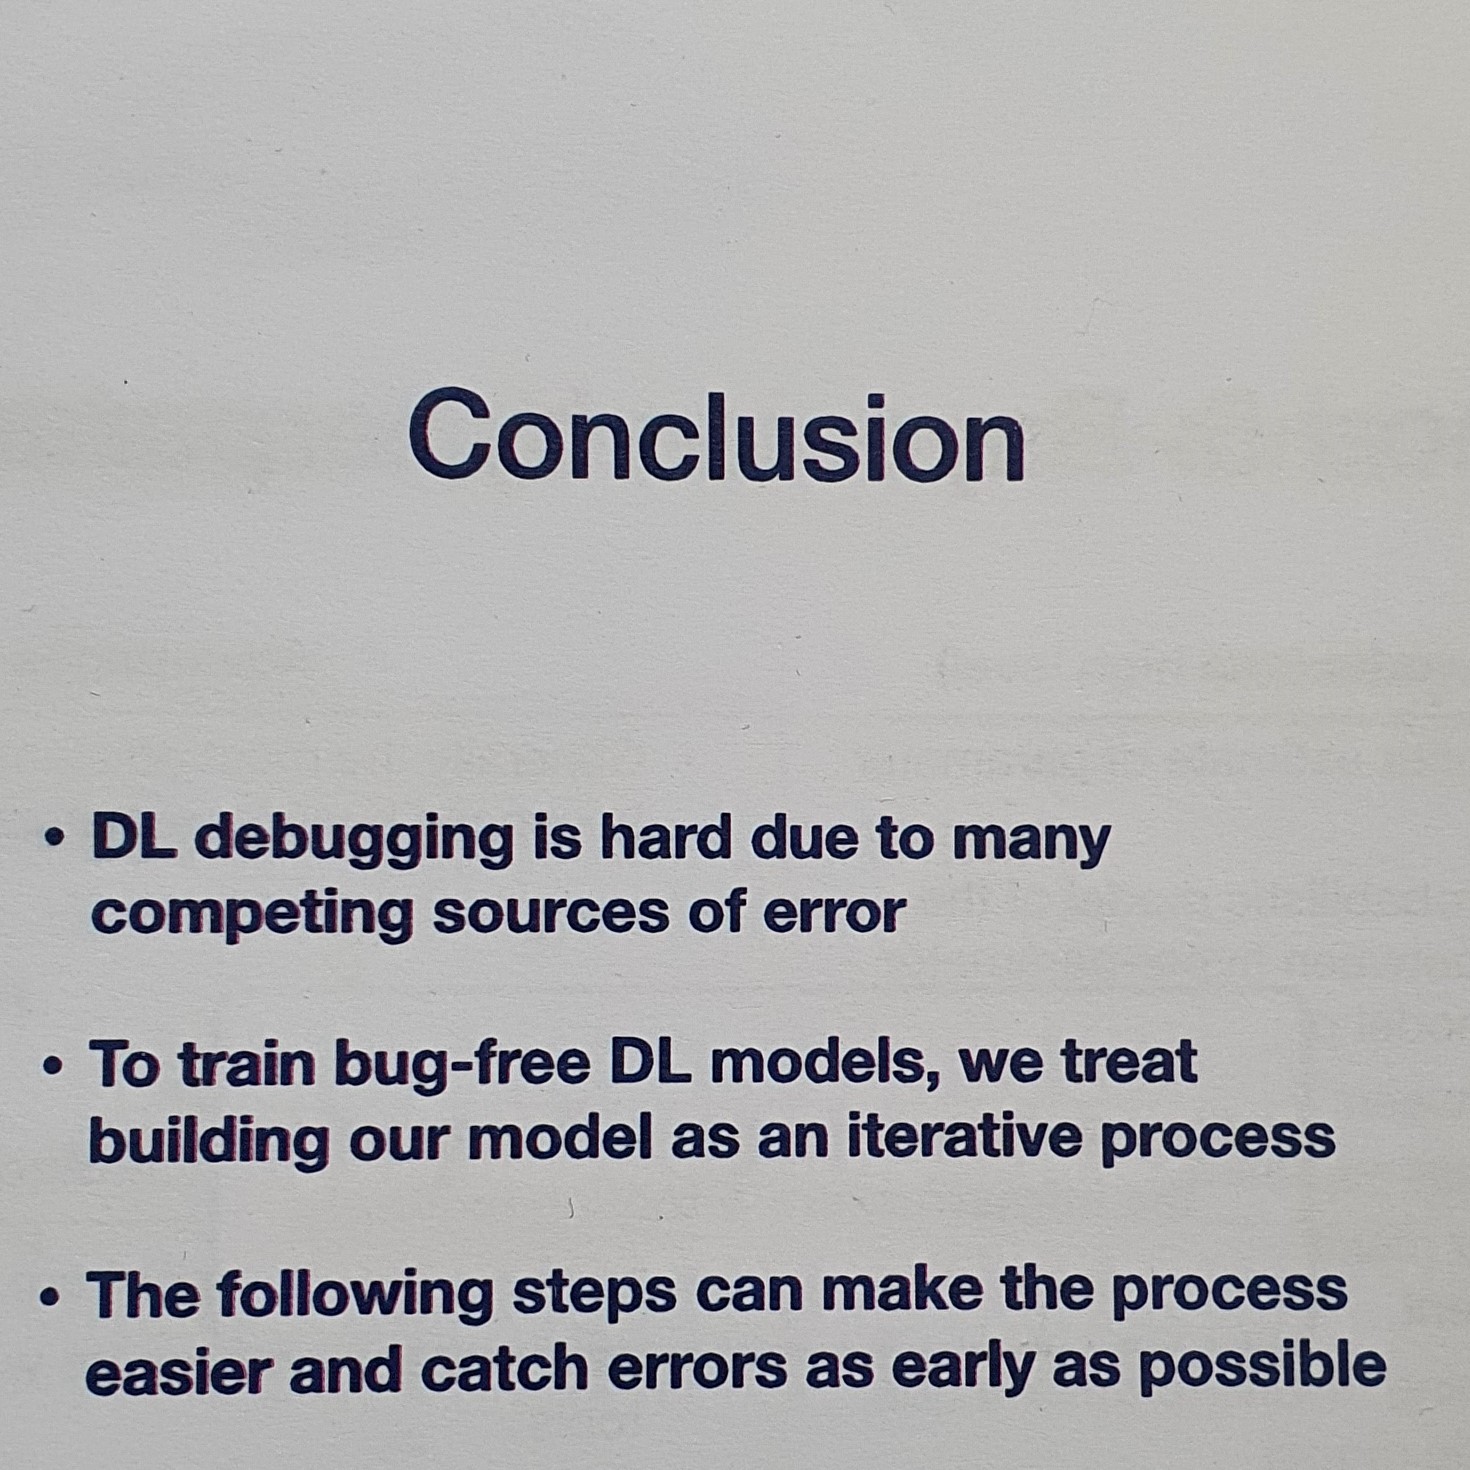 Conclusion
• DL debugging is hard due to many
competing sources of error
• To train bug-free DL models, we treat
building our model as an iterative process
• The following steps can make the process
easier and catch errors as early as possible